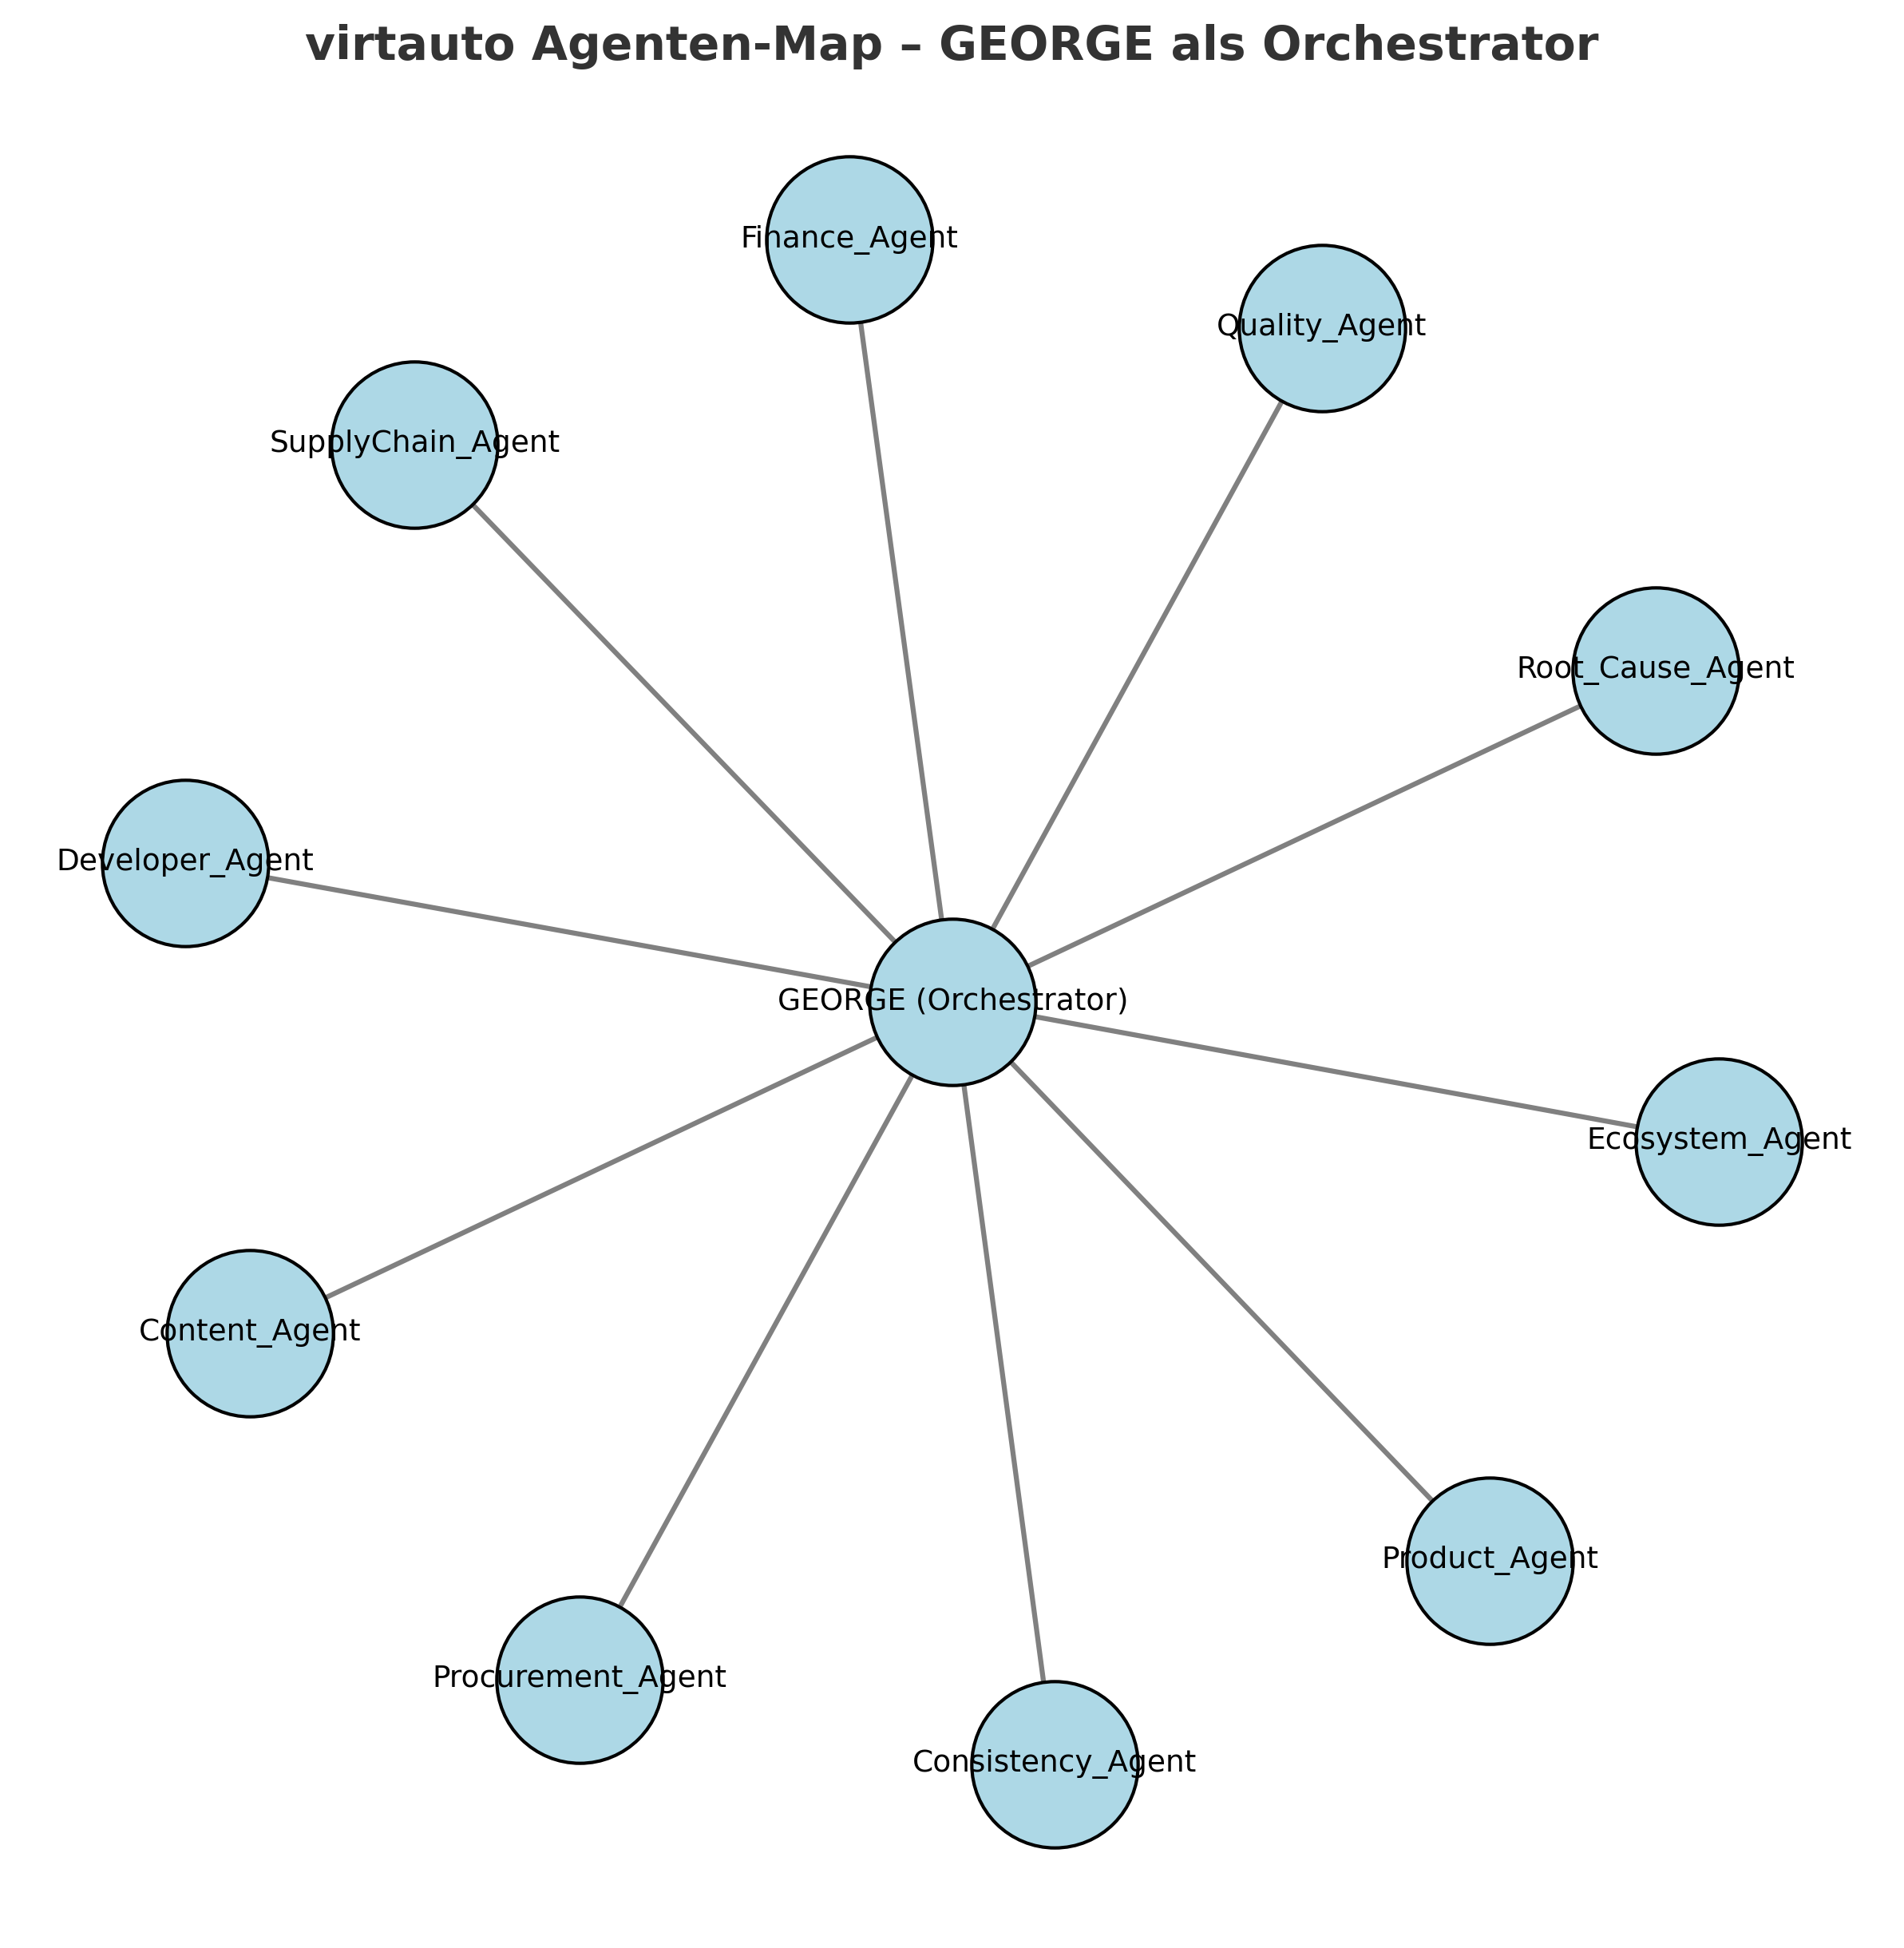 virtauto Agenten-Map – GEORGE als Orchestrator
Finance_Agent
Quality_Agent
SupplyChain_Agent
Root_Cause_Agent
Developer_Agent
GEORGE (Orchestrator)
Ecosystem_Agent
Content_Agent
Product_Agent
Procurement_Agent
Consistency_Agent